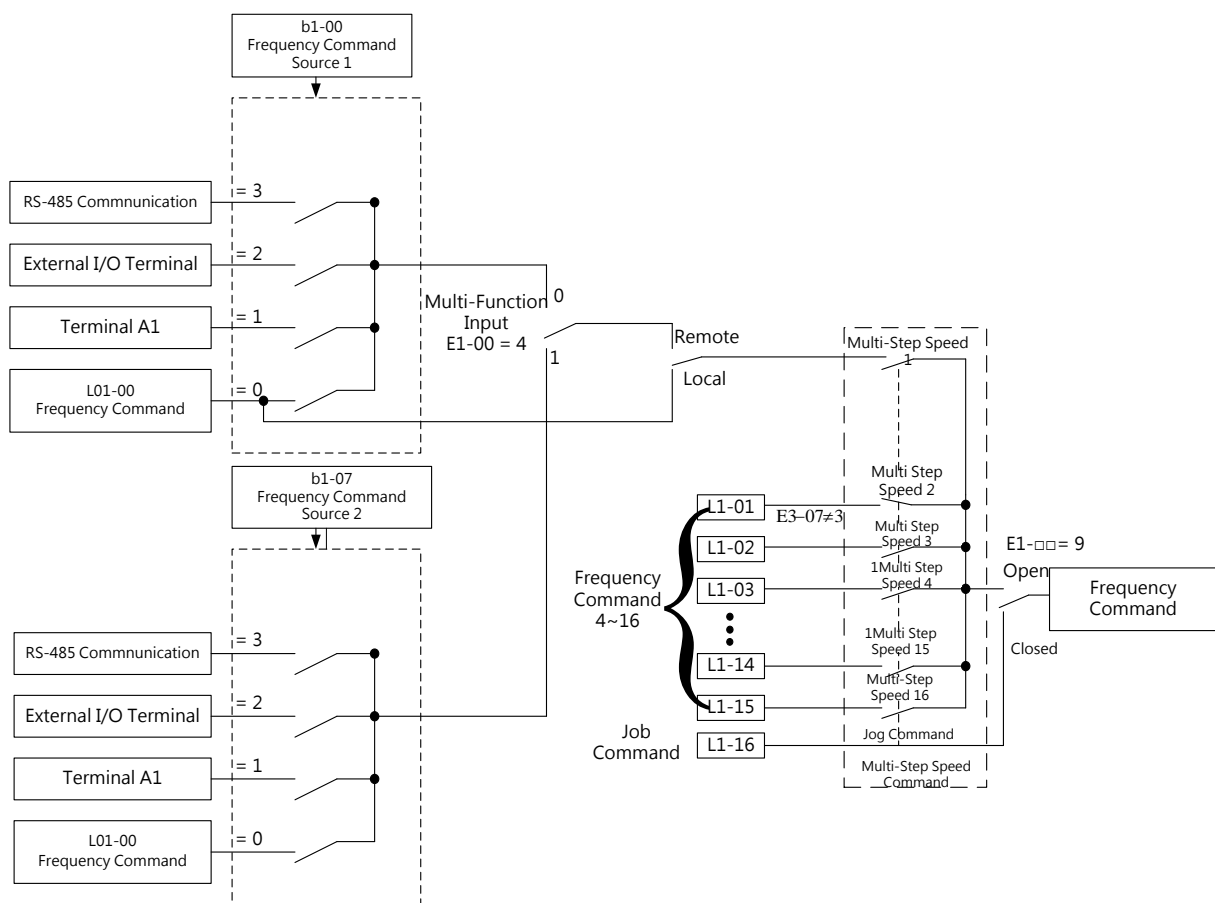 b1-00
Frequency Command
Source 1
RS-485 Commnunication
= 3
External I/O Terminal
= 2
Terminal A1
= 1
L01-00
Frequency Command
= 0
Multi-Function
Input
E1-00 = 4
0
1
Remote
Local
Multi-Step Speed
1
b1-07
Frequency Command
Source 2
RS-485 Commnunication
= 3
External I/O Terminal
= 2
Terminal A1
= 1
L01-00
Frequency Command
= 0
Frequency
Command
4~16
L1-01
E3–07≠3
Multi Step
Speed 2
L1-02
Multi Step
Speed 3
L1-03
1Multi Step
Speed 4
L1-14
1Multi Step
Speed 15
L1-15
Multi-Step
Speed 16
Job
Command
L1-16
Jog Command
Multi-Step Speed
Command
E1-□□= 9
Open
Closed
Frequency
Command